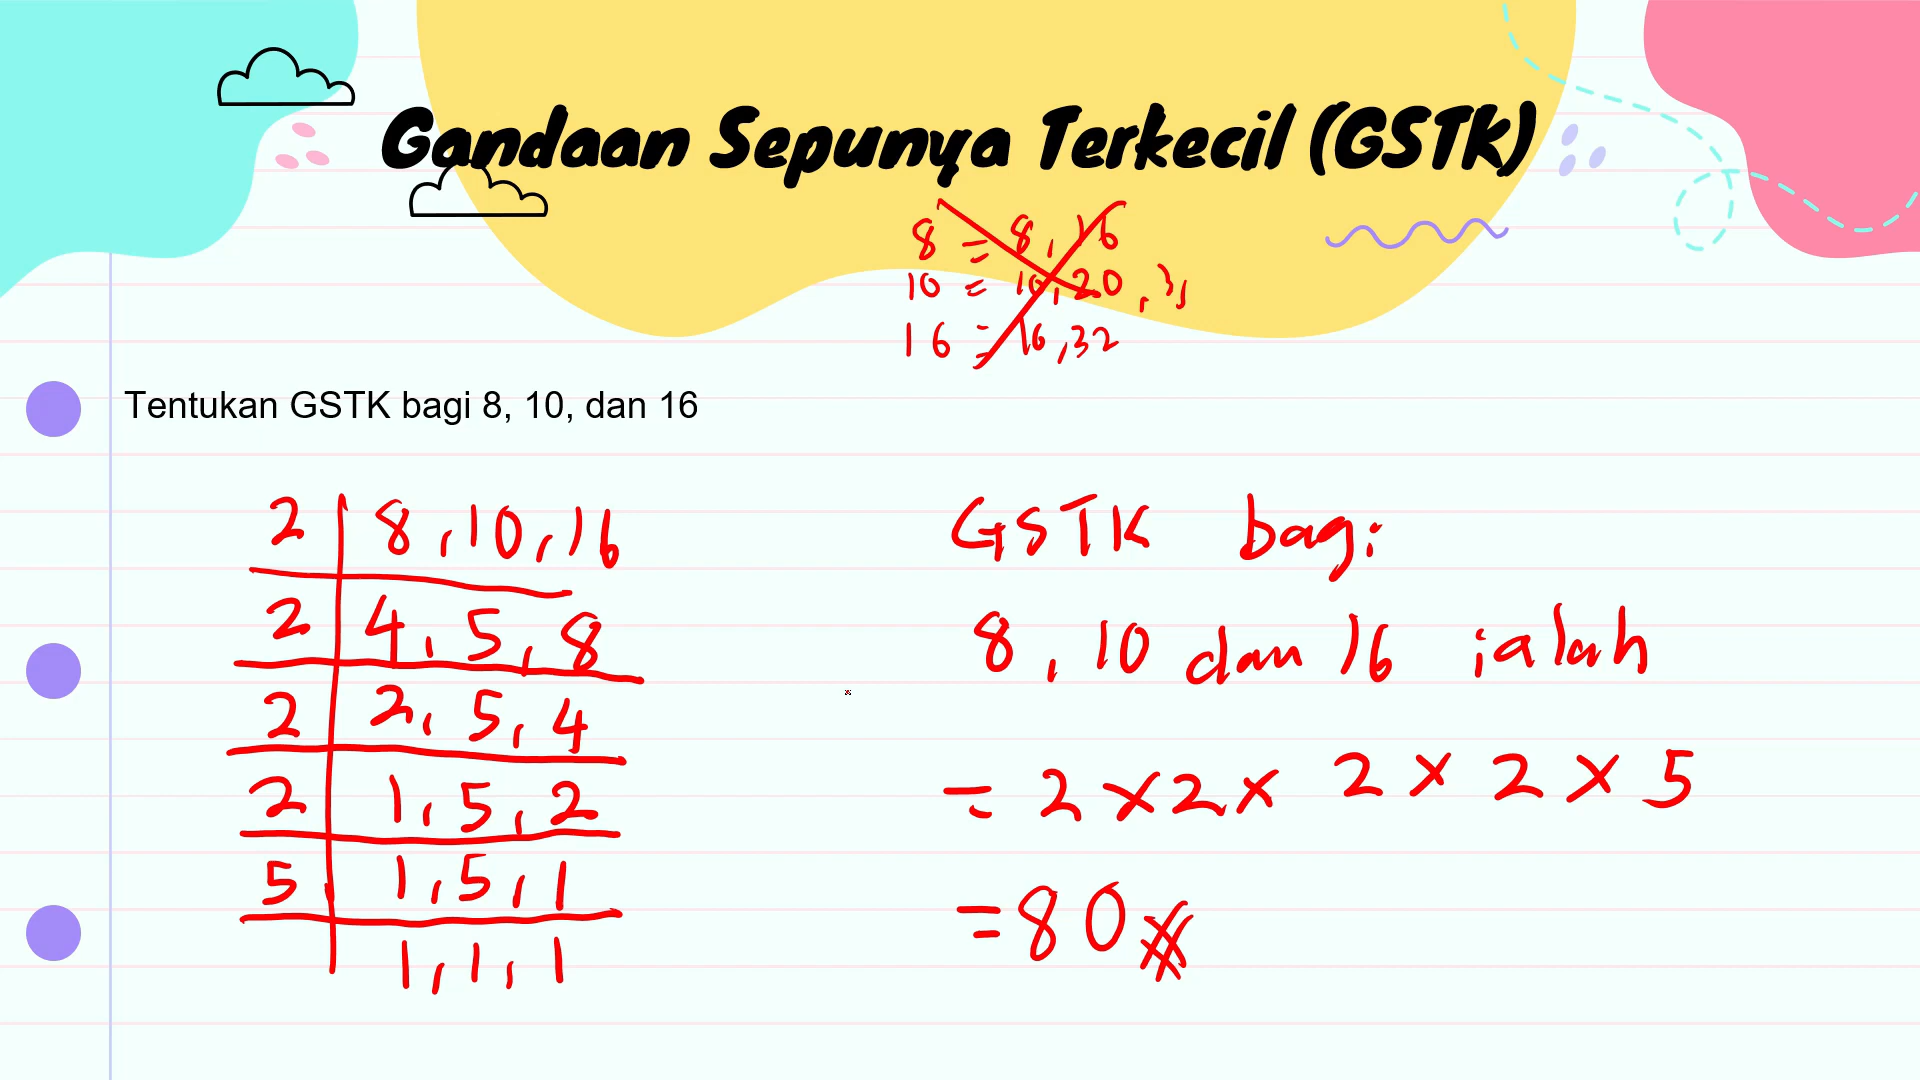 Gandaan Sepunya Terkecil (GSTK)
8 = 8, 16
10 = 10, 20,
16 = 16, 32
Tentukan GSTK bagi 8, 10, dan 16
2 | 8, 10, 16
2 | 4, 5, 8
2 | 2, 5, 4
2 | 1, 5, 2
5 | 1, 5, 1
1, 1, 1
GSTK bagi
8, 10 dan 16 ialah
= 2 × 2 × 2 × 2 × 5
= 80